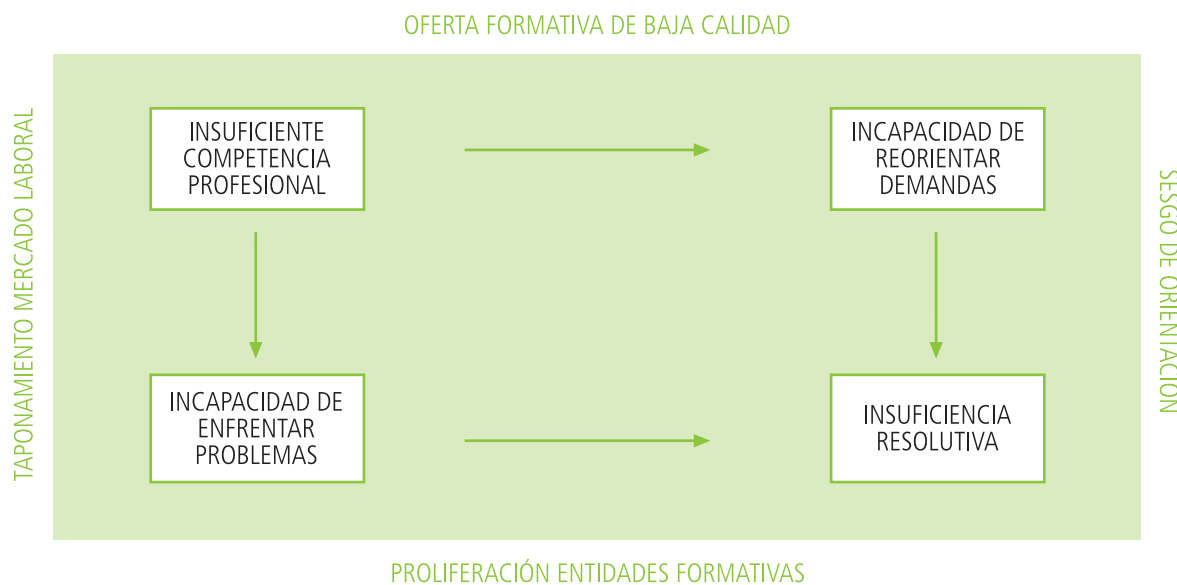 OFERTA FORMATIVA DE BAJA CALIDAD
TAPONAMIENTO MERCADO LABORAL
INSUFICIENTE
COMPETENCIA
PROFESIONAL
INCAPACIDAD DE
REORIENTAR
DEMANDAS
SESGO DE ORIENTACION
INCAPACIDAD DE
ENFRENTAR
PROBLEMAS
INSUFICIENCIA
RESOLUTIVA
PROLIFERACIÓN ENTIDADES FORMATIVAS